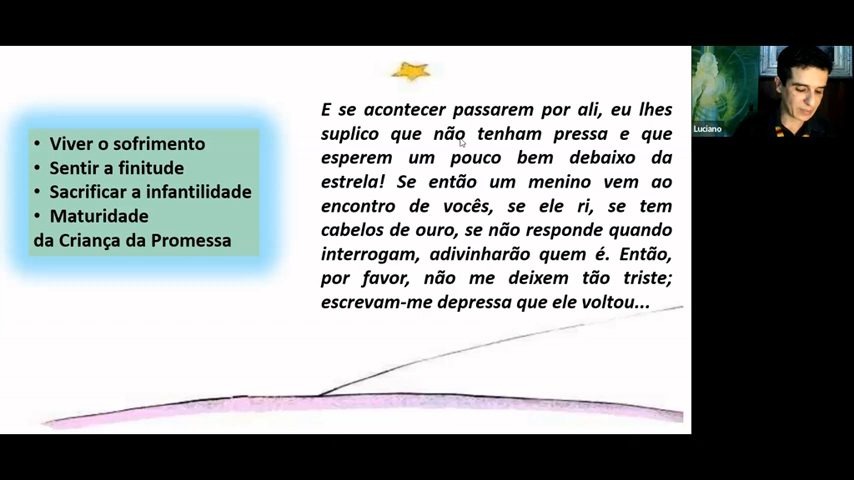 • Viver o sofrimento
• Sentir a finitude
• Sacrificar a infantilidade
• Maturidade
da Criança da Promessa
E se acontecer passarem por ali, eu lhes
suplico que não tenham pressa e que
esperem um pouco bem debaixo da
estrela! Se então um menino vem ao
encontro de vocês, se ele ri, se tem
cabelos de ouro, se não responde quando
interrogam, adivinharão quem é. Então,
por favor, não me deixem tão triste;
escrevam-me depressa que ele voltou...
Luciano